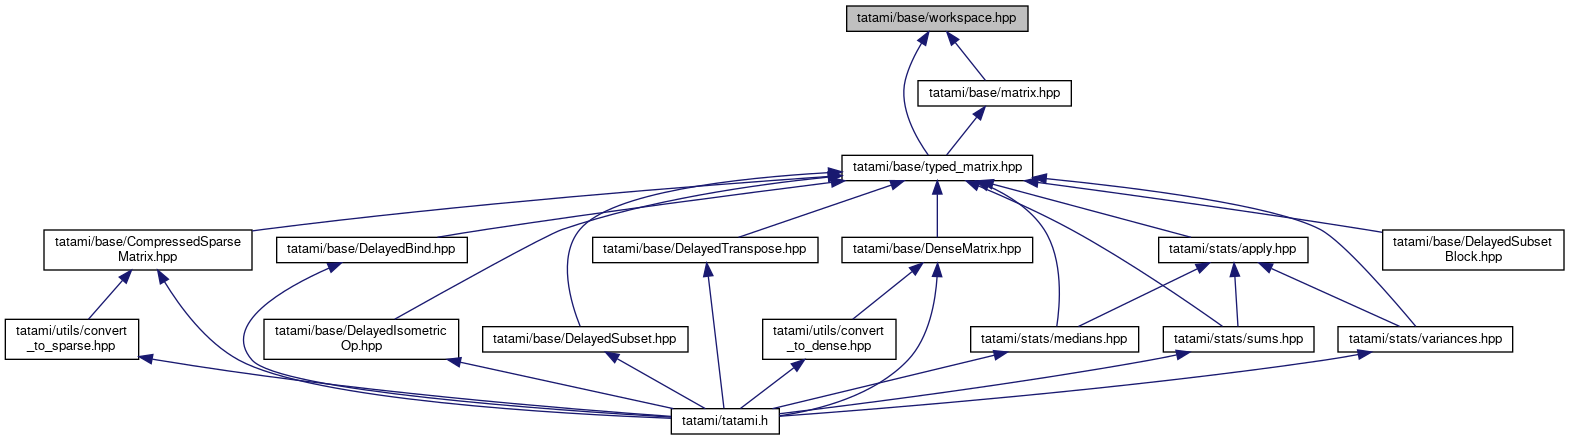 tatami/base/workspace.hpp
tatami/base/matrix.hpp
tatami/base/typed_matrix.hpp
tatami/base/CompressedSparse
Matrix.hpp
tatami/base/DelayedBind.hpp
tatami/base/DelayedTranspose.hpp
tatami/base/DenseMatrix.hpp
tatami/stats/apply.hpp
tatami/base/DelayedSubset
Block.hpp
tatami/utils/convert
_to_sparse.hpp
tatami/base/DelayedIsometric
Op.hpp
tatami/base/DelayedSubset.hpp
tatami/utils/convert
_to_dense.hpp
tatami/stats/medians.hpp
tatami/stats/sums.hpp
tatami/stats/variances.hpp
tatami/tatami.h